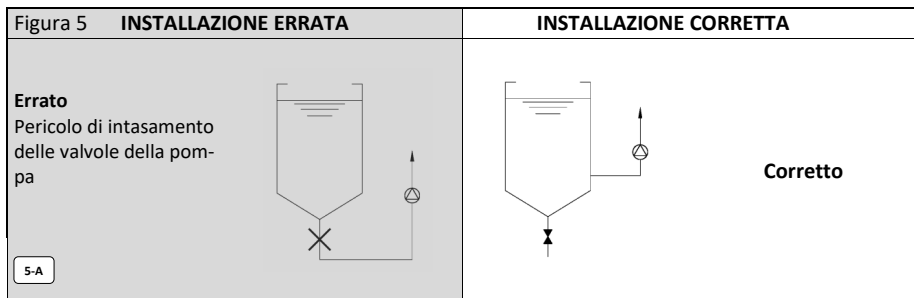 Figura 5 INSTALLAZIONE ERRATA
INSTALLAZIONE CORRETTA
Errato
Pericolo di intasamento
delle valvole della pom-
pa
5-A
Corretto